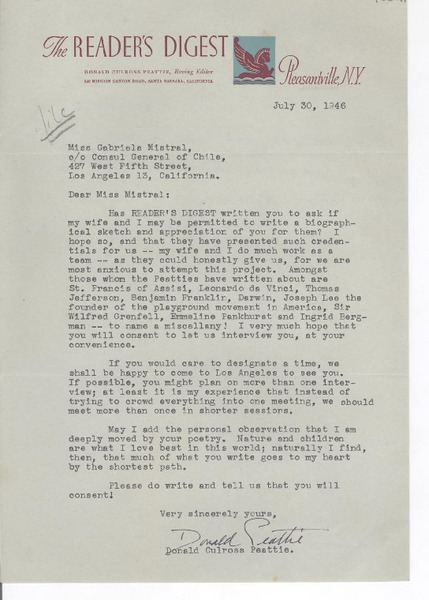 The READER'S DIGEST
Pleasantville, N.Y.
DONALD CULROSS PEATTIE, Roving Editor
MISSION CANYON ROAD, SANTA BARBARA, CALIFORNIA
July 30, 1946
file
Miss Gabriela Mistral,
c/o Consul General of Chile,
427 West Fifth Street,
Los Angeles 13, California.
Dear Miss Mistral:
Has READER'S DIGEST written you to ask if
my wife and I may be permitted to write a biograph-
ical sketch and appreciation of you for them? I
hope so, and that they have presented such creden-
tials for us -- my wife and I do much work as a
team -- as they could honestly give us, for we are
most anxious to attempt this project. Amongst
those whom the Peatties have written about are
St. Francis of Assisi, Leonardo da Vinci, Thomas
Jefferson, Benjamin Franklin, Darwin, Joseph Lee the
founder of the playground movement in America, Sir
Wilfred Grenfell, Emmeline Pankhurst and Ingrid Berg-
man -- to name a miscellany! I very much hope that
you will consent to let us interview you, at your
convenience.
If you would care to designate a time, we
shall be happy to come to Los Angeles to see you.
If possible, you might plan on more than one inter-
view; at least it is my experience that instead of
trying to crowd everything into one meeting, we should
meet more than once in shorter sessions.
May I add the personal observation that I am
deeply moved by your poetry. Nature and children
are what I love best in this world; naturally I find,
then, that much of what you write goes to my heart
by the shortest path.
Please do write and tell us that you will
consent!
Very sincerely yours,
Donald Peattie
Donald Culross Peattie.